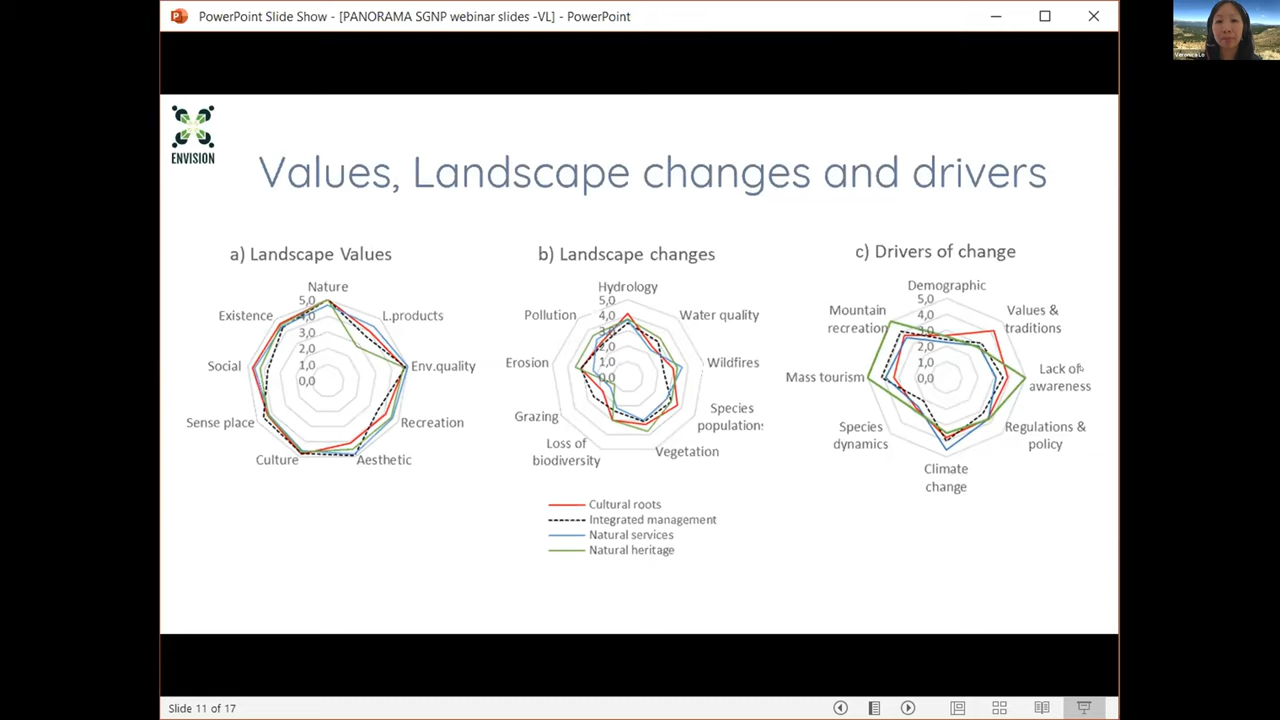 PowerPoint Slide Show - [PANORAMA SGNP webinar slides -VL] - PowerPoint
Veronica Lo
ENVISION
Values, Landscape changes and drivers
a) Landscape Values
Nature
5,0
4,0
3,0
2,0
1,0
0,0
Existence
L.products
Social
Env.quality
Sense place
Recreation
Culture
Aesthetic
b) Landscape changes
Hydrology
5,0
4,0
3,0
2,0
1,0
0,0
Pollution
Water quality
Erosion
Wildfires
Grazing
Species
populations
Loss of
biodiversity
Vegetation
c) Drivers of change
Demographic
5,0
4,0
3,0
2,0
1,0
0,0
Mountain
recreation
Values &
traditions
Mass tourism
Lack of
awareness
Species
dynamics
Regulations &
policy
Climate
change
Cultural roots
Integrated management
Natural services
Natural heritage
Slide 11 of 17